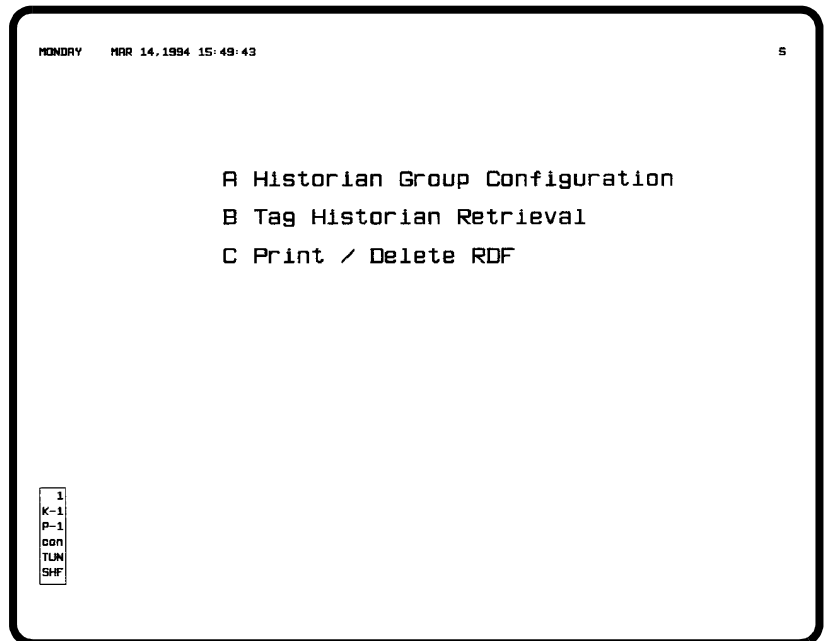 MONDAY MAR 14,1994 15:49:43 S
A Historian Group Configuration
B Tag Historian Retrieval
C Print / Delete RDF
1
K-1
P-1
con
TUN
SHF